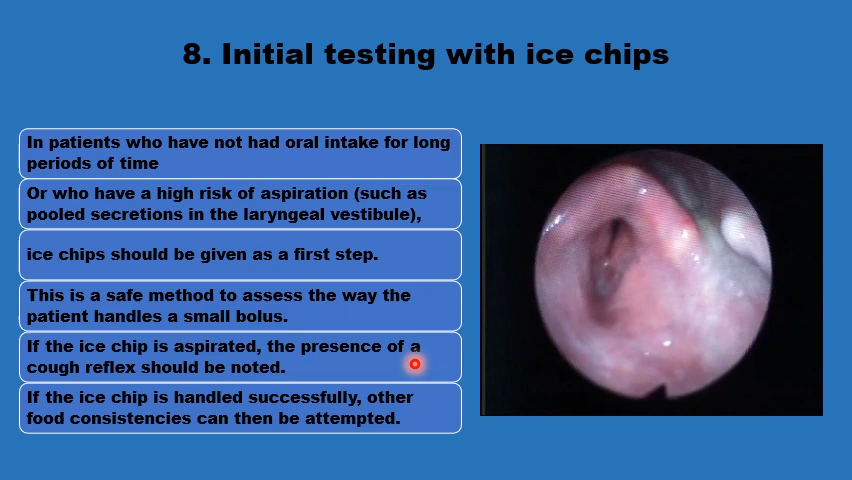 8. Initial testing with ice chips
In patients who have not had oral intake for long
periods of time
Or who have a high risk of aspiration (such as
pooled secretions in the laryngeal vestibule),
ice chips should be given as a first step.
This is a safe method to assess the way the
patient handles a small bolus.
If the ice chip is aspirated, the presence of a
cough reflex should be noted.
If the ice chip is handled successfully, other
food consistencies can then be attempted.